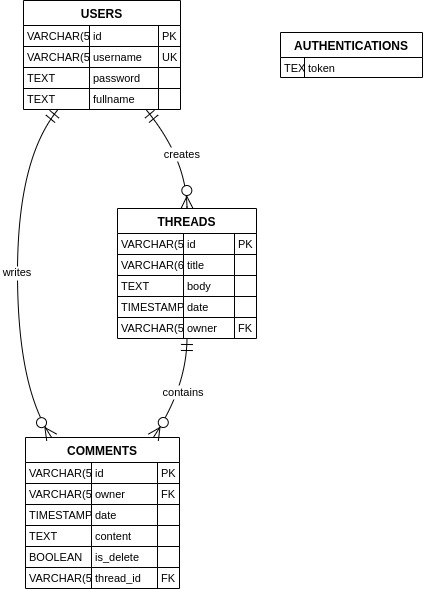 USERS
VARCHAR(5 id PK
VARCHAR(5 username UK
TEXT password
TEXT fullname
AUTHENTICATIONS
TEX token
creates
THREADS
VARCHAR(5 id PK
VARCHAR(6 title
TEXT body
TIMESTAMP date
VARCHAR(5 owner FK
writes
contains
COMMENTS
VARCHAR(5 id PK
VARCHAR(5 owner FK
TIMESTAMP date
TEXT content
BOOLEAN is_delete
VARCHAR(5 thread_id FK